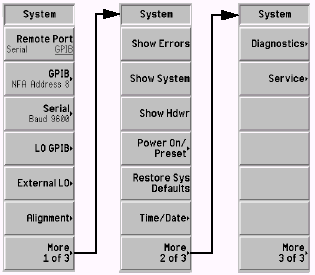 System
Remote Port
Serial GPIB
GPIB
NFA Address 8
Serial
Baud 9600
LO GPIB
External LO
Alignment
More
1 of 3
System
Show Errors
Show System
Show Hdwr
Power On/
Preset
Restore Sys
Defaults
Time/Date
More
2 of 3
System
Diagnostics
Service
More
3 of 3